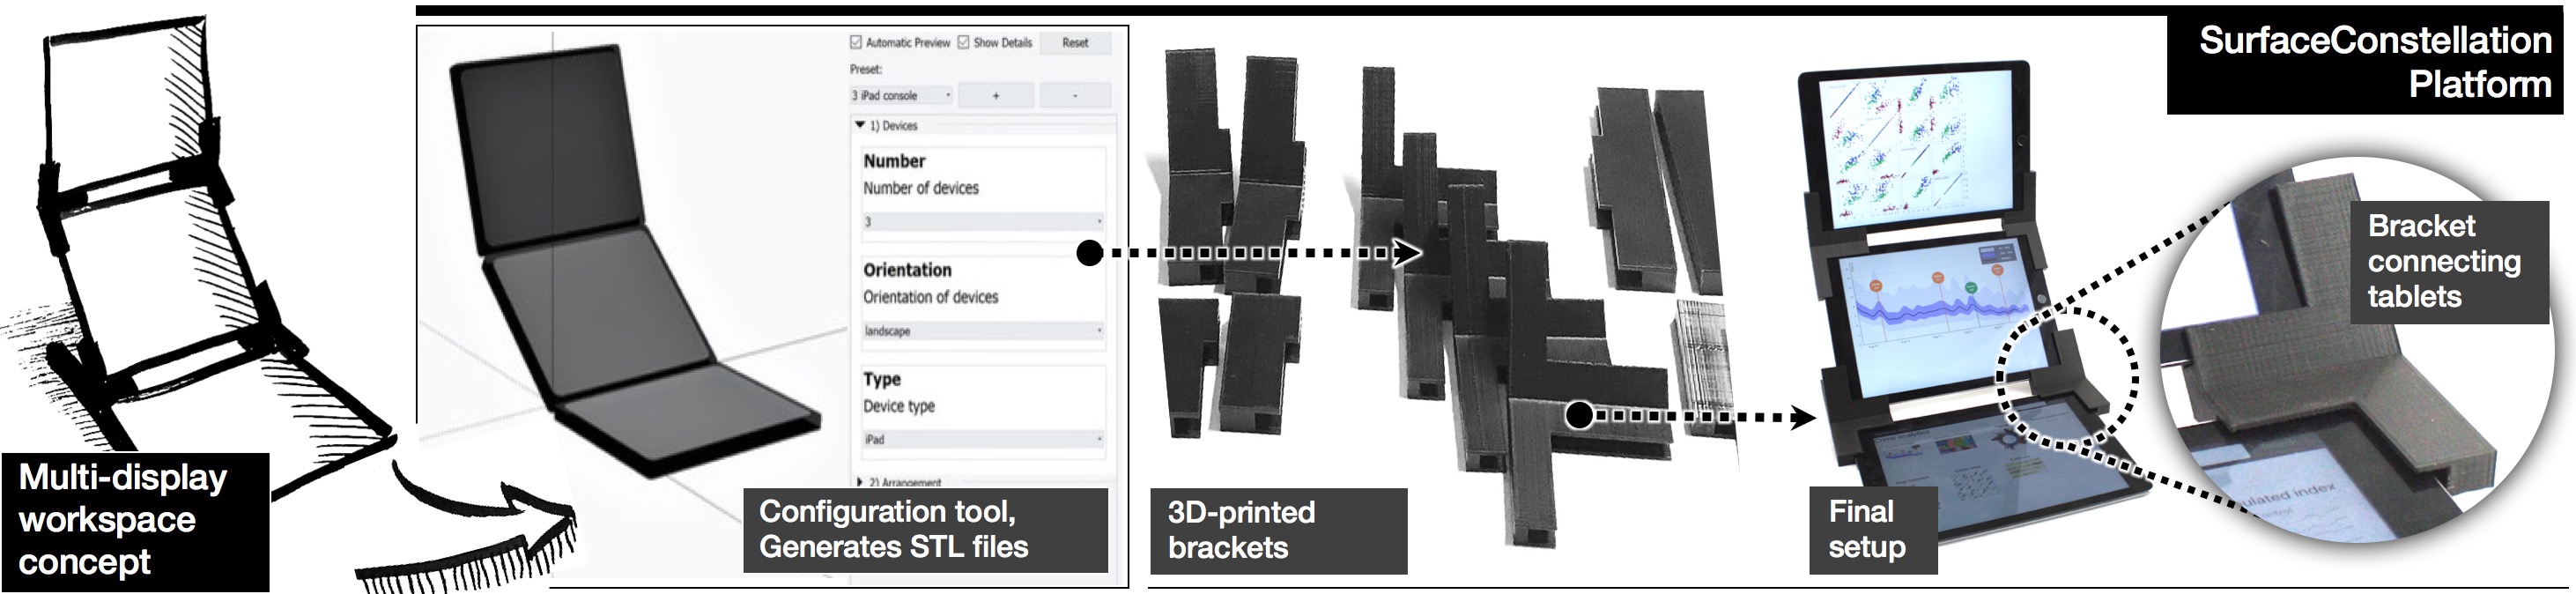 SurfaceConstellation
Platform
Multi-display
workspace
concept
Automatic Preview
Show Details
Reset
Preset:
3 iPad console
+
-
1) Devices
Number
Number of devices
3
Orientation
Orientation of devices
landscape
Type
Device type
iPad
2) Arrangement
Configuration tool,
Generates STL files
3D-printed
brackets
Final
setup
Bracket
connecting
tablets
ulated index